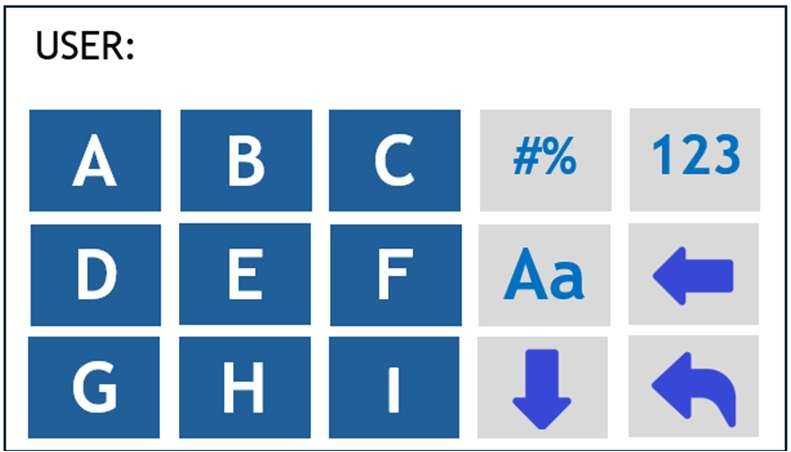 USER:
A B C #% 123
D E F Aa
G H I